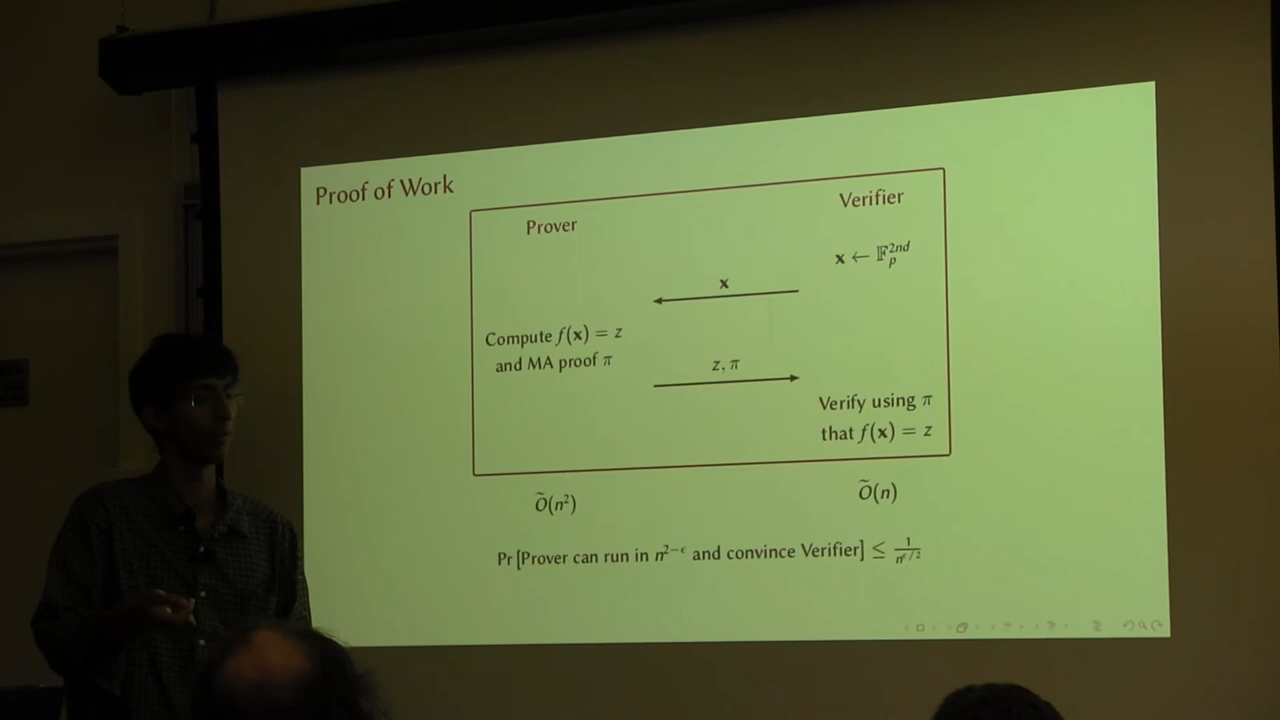 Proof of Work
Prover
Verifier
x ← 𝔽_p^{2nd}
x
Compute f(x) = z
and MA proof π
z, π
Verify using π
that f(x) = z
Õ(n²)
Õ(n)
Pr[Prover can run in n^{2−ϵ} and convince Verifier] ≤ 1/n^{ϵ/2}